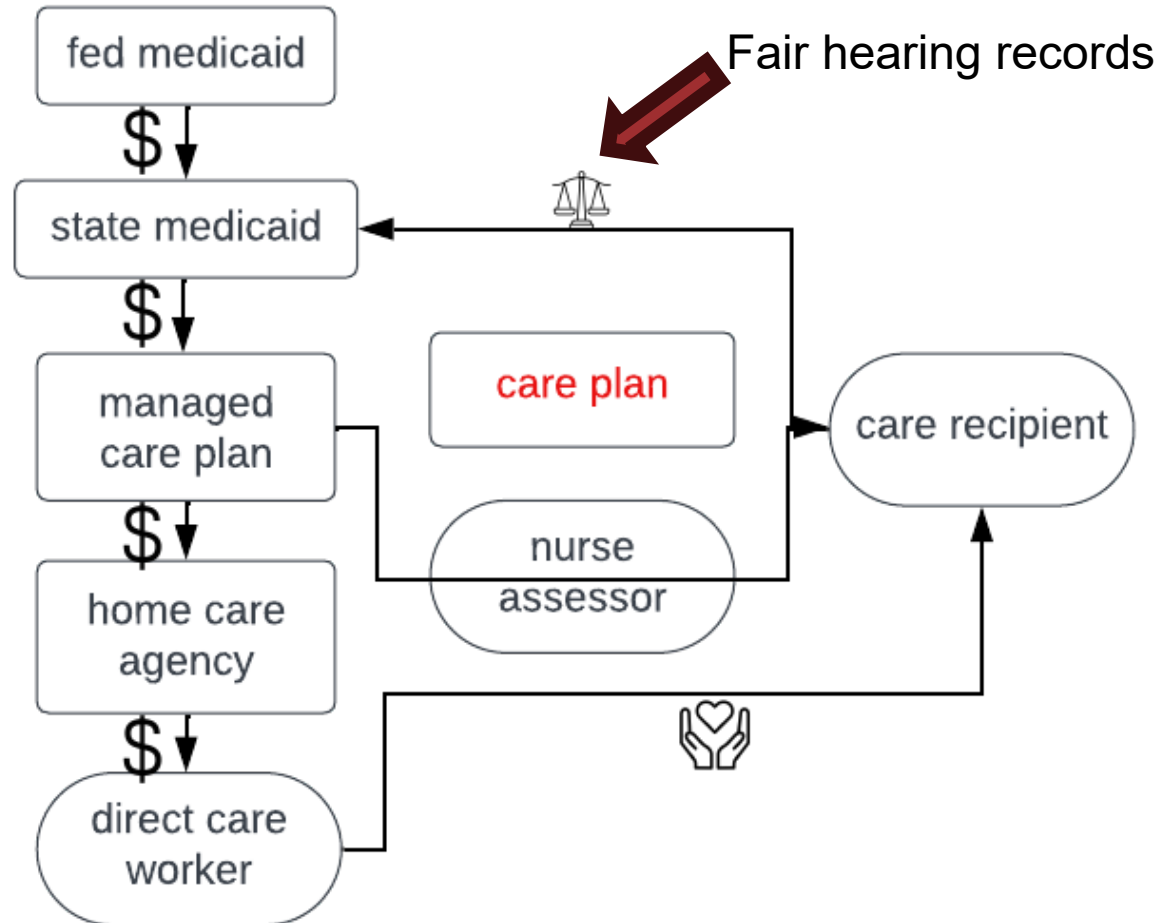 fed medicaid
Fair hearing records
$
state medicaid
$
managed
care plan
care plan
care recipient
$
nurse
assessor
home care
agency
$
direct care
worker